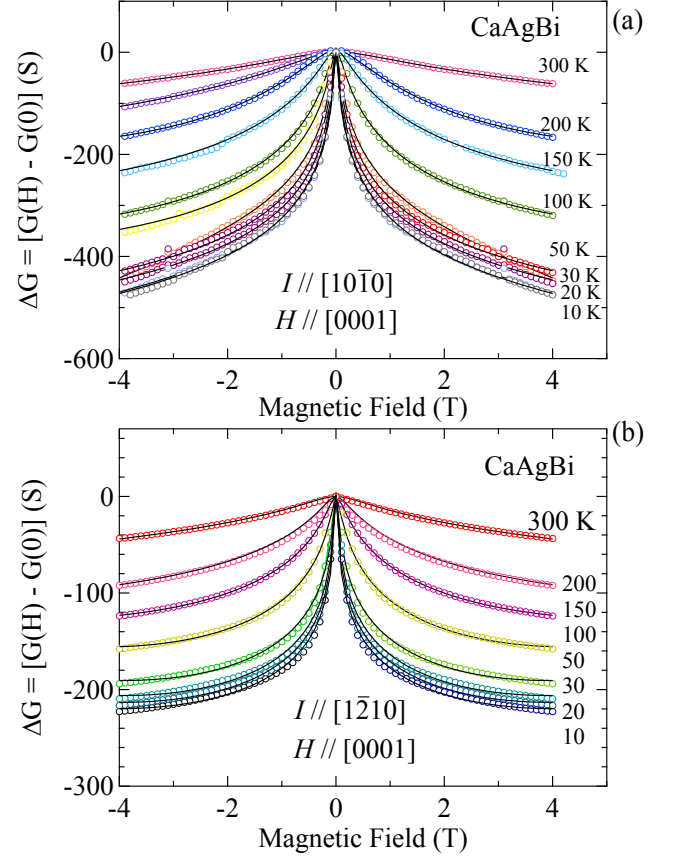 (a)
CaAgBi
0
-200
-400
-600
ΔG = [G(H) - G(0)] (S)
300 K
200 K
150 K
100 K
50 K
30 K
20 K
10 K
I // [101̅0]
H // [0001]
-4 -2 0 2 4
Magnetic Field (T)
(b)
CaAgBi
0
-100
-200
-300
ΔG = [G(H) - G(0)] (S)
300 K
200
150
100
50
30
20
10
I // [12̅10]
H // [0001]
-4 -2 0 2 4
Magnetic Field (T)